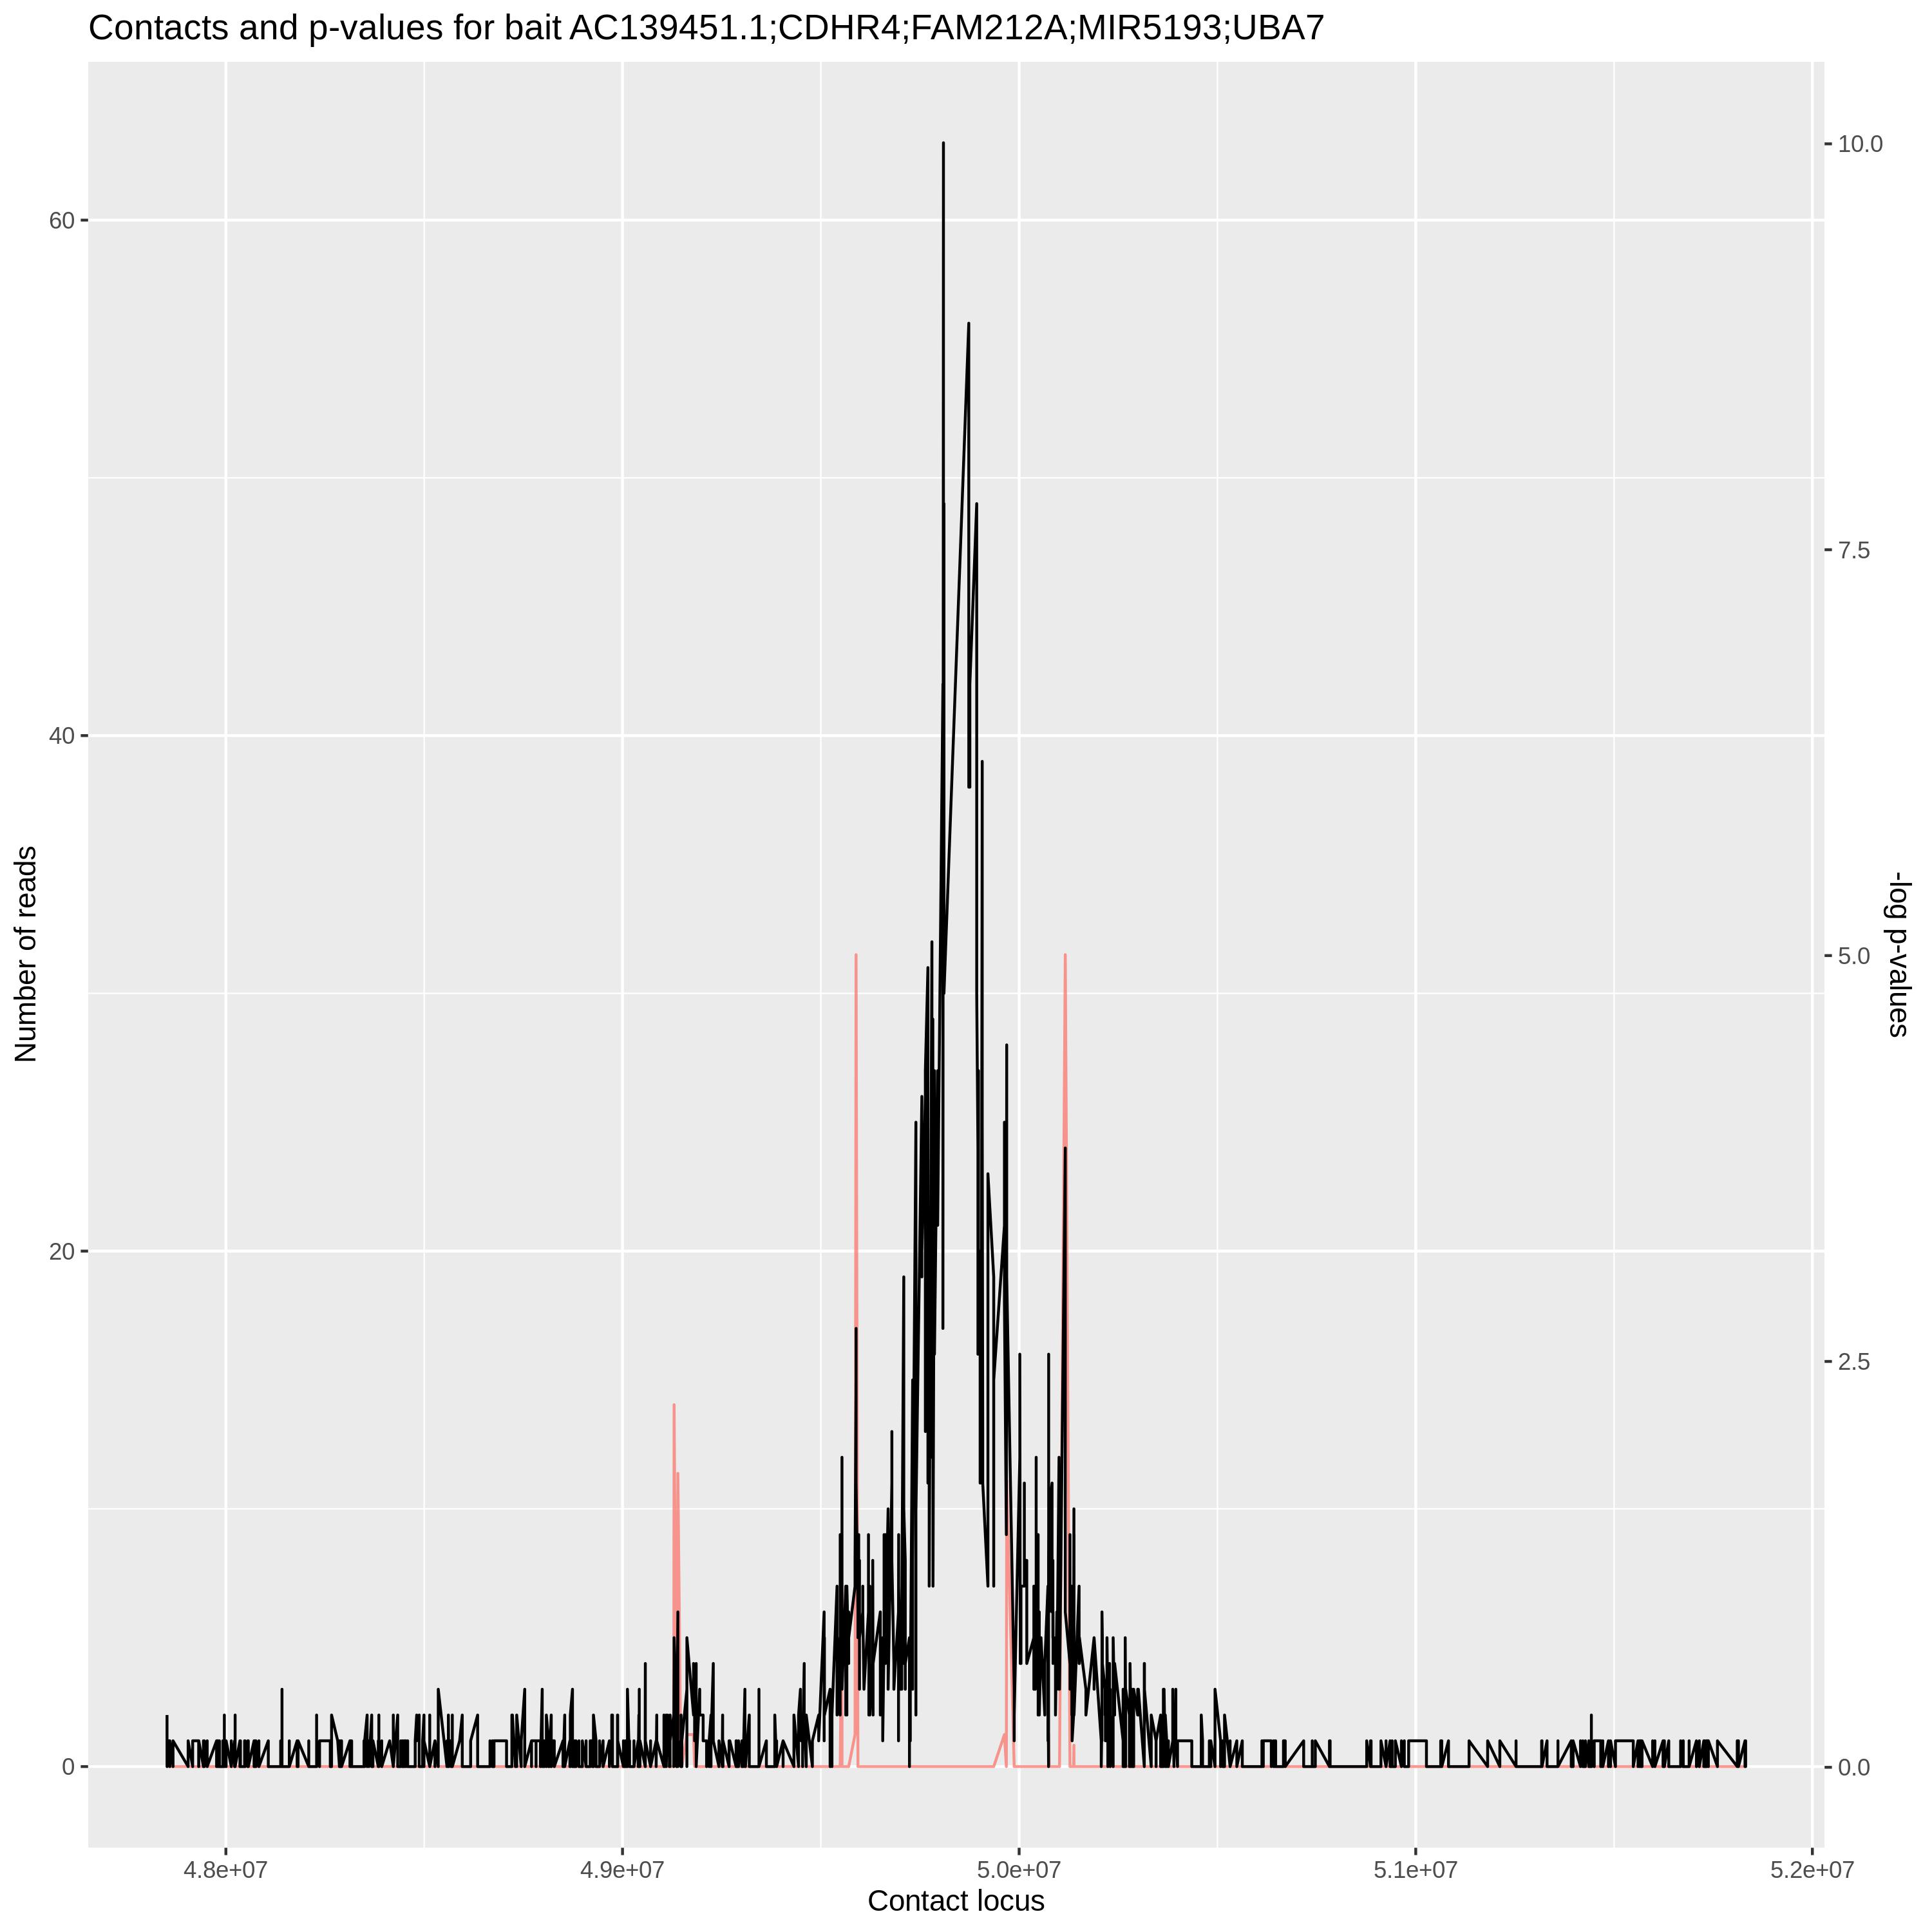 Contacts and p-values for bait AC139451.1;CDHR4;FAM212A;MIR5193;UBA7
60
40
20
0
Number of reads
10.0
7.5
5.0
2.5
0.0
-log p-values
4.8e+07 4.9e+07 5.0e+07 5.1e+07 5.2e+07
Contact locus